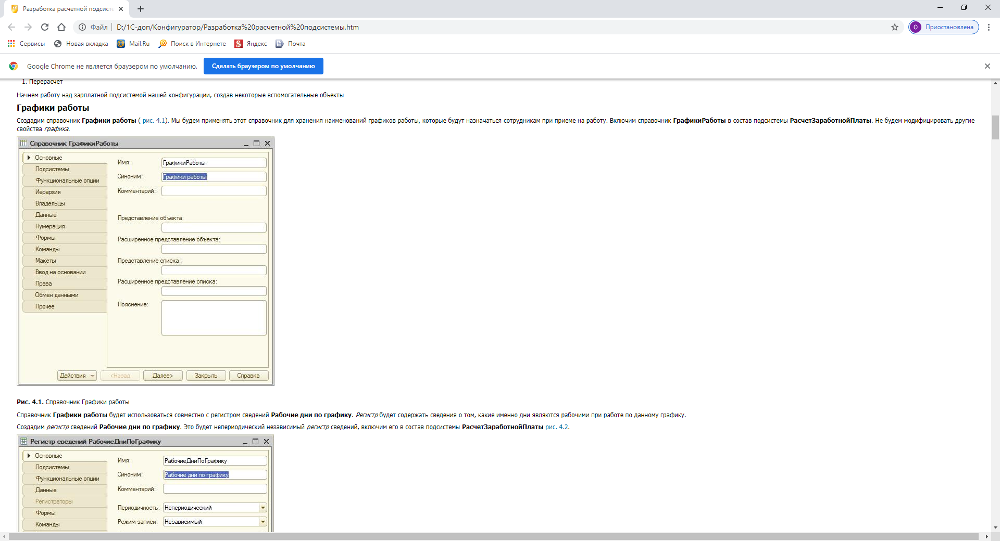 Разработка расчетной подсисте
Файл
D:/1С-доп/Конфигуратор/Разработка%20расчетной%20подсистемы.htm
О Приостановлена
Сервисы Новая вкладка Mail.Ru Поиск в Интернете Яндекс Почта
Google Chrome не является браузером по умолчанию. Сделать браузером по умолчанию
1. Перерасчет
Начнем работу над зарплатной подсистемой нашей конфигурации, создав некоторые вспомогательные объекты
Графики работы
Создадим справочник Графики работы ( рис. 4.1). Мы будем применять этот справочник для хранения наименований графиков работы, которые будут назначаться сотрудникам при приеме на работу. Включим справочник ГрафикиРаботы в состав подсистемы РасчетЗаработнойПлаты. Не будем модифицировать другие
свойства графика.
Справочник ГрафикиРаботы
Основные
Подсистемы
Функциональные опции
Иерархия
Владельцы
Данные
Нумерация
Формы
Команды
Макеты
Ввод на основании
Права
Обмен данными
Прочее
Имя: ГрафикиРаботы
Синоним: Графики работы
Комментарий:
Представление объекта:
Расширенное представление объекта:
Представление списка:
Расширенное представление списка:
Пояснение:
Действия <Назад Далее> Закрыть Справка
Рис. 4.1. Справочник Графики работы
Справочник Графики работы будет использоваться совместно с регистром сведений Рабочие дни по графику. Регистр будет содержать сведения о том, какие именно дни являются рабочими при работе по данному графику.
Создадим регистр сведений Рабочие дни по графику. Это будет непериодический независимый регистр сведений, включим его в состав подсистемы РасчетЗаработнойПлаты рис. 4.2.
Регистр сведений РабочиеДниПоГрафику
Основные
Подсистемы
Функциональные опции
Данные
Регистраторы
Формы
Команды
Имя: РабочиеДниПоГрафику
Синоним: Рабочие дни по графику
Комментарий:
Периодичность: Непериодический
Режим записи: Независимый